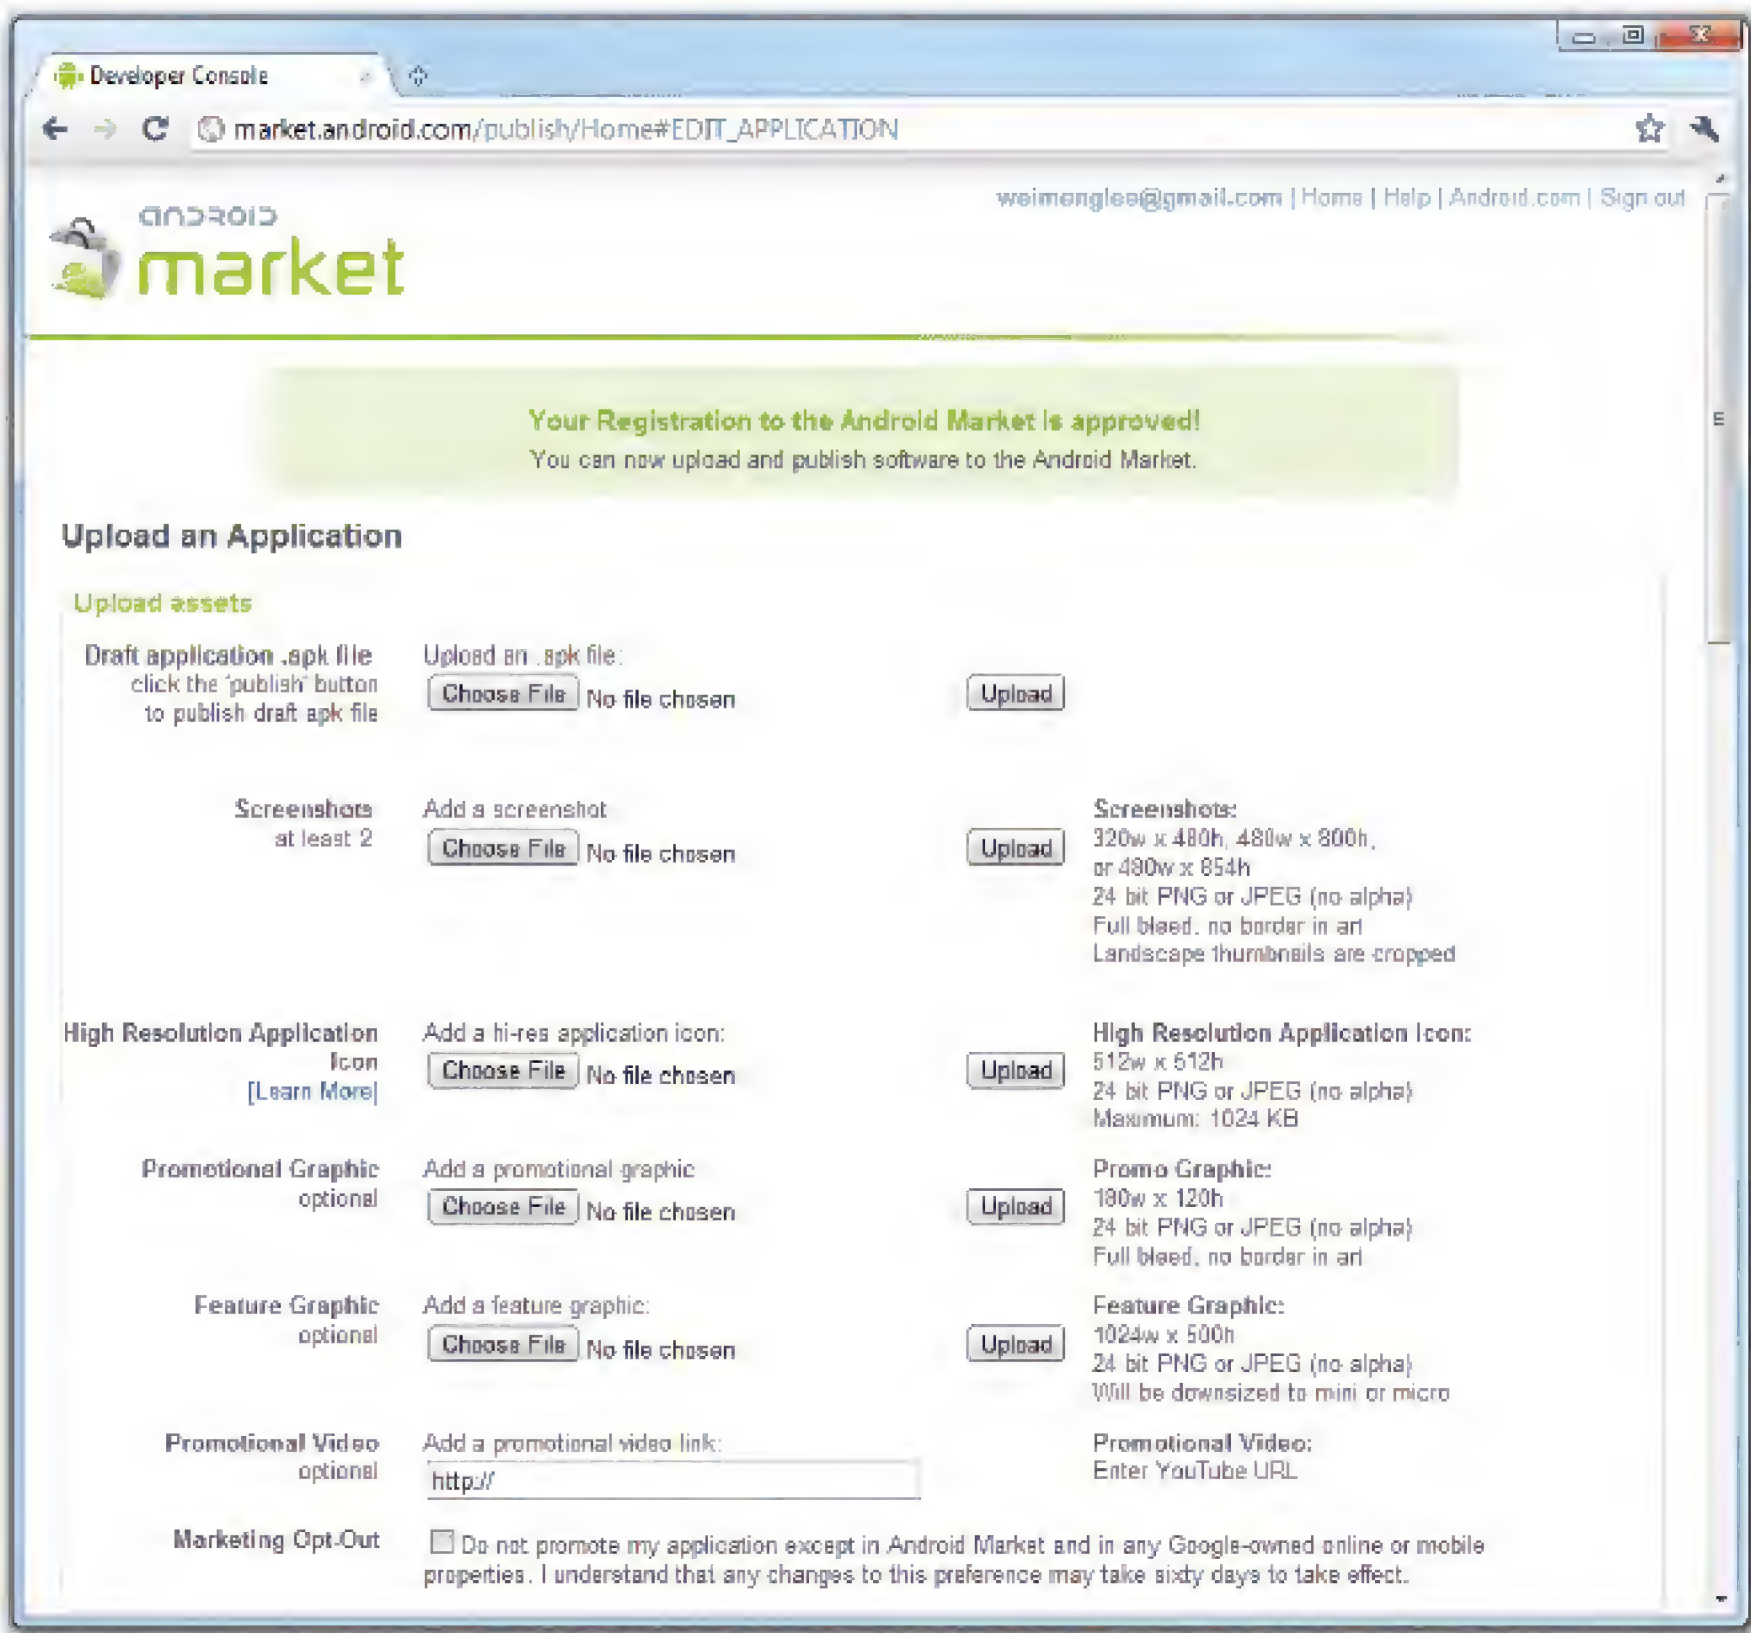 Developer Console
market.android.com/publish/Home#EDIT_APPLICATION
weimenglee@gmail.com | Home | Help | Android.com | Sign out
android
market
Your Registration to the Android Market is approved!
You can now upload and publish software to the Android Market.
Upload an Application
Upload assets
Draft application .apk file
click the 'publish' button
to publish draft apk file
Upload an .apk file:
Choose File No file chosen
Upload
Screenshots
at least 2
Add a screenshot
Choose File No file chosen
Upload
Screenshots:
320w x 480h, 480w x 800h,
or 480w x 854h
24 bit PNG or JPEG (no alpha)
Full bleed, no border in art
Landscape thumbnails are cropped
High Resolution Application
Icon
[Learn More]
Add a hi-res application icon:
Choose File No file chosen
Upload
High Resolution Application Icon:
512w x 512h
24 bit PNG or JPEG (no alpha)
Maximum: 1024 KB
Promotional Graphic
optional
Add a promotional graphic
Choose File No file chosen
Upload
Promo Graphic:
180w x 120h
24 bit PNG or JPEG (no alpha)
Full bleed, no border in art
Feature Graphic
optional
Add a feature graphic:
Choose File No file chosen
Upload
Feature Graphic:
1024w x 500h
24 bit PNG or JPEG (no alpha)
Will be downsized to mini or micro
Promotional Video
optional
Add a promotional video link:
http://
Promotional Video:
Enter YouTube URL
Marketing Opt-Out
Do not promote my application except in Android Market and in any Google-owned online or mobile
properties. I understand that any changes to this preference may take sixty days to take effect.